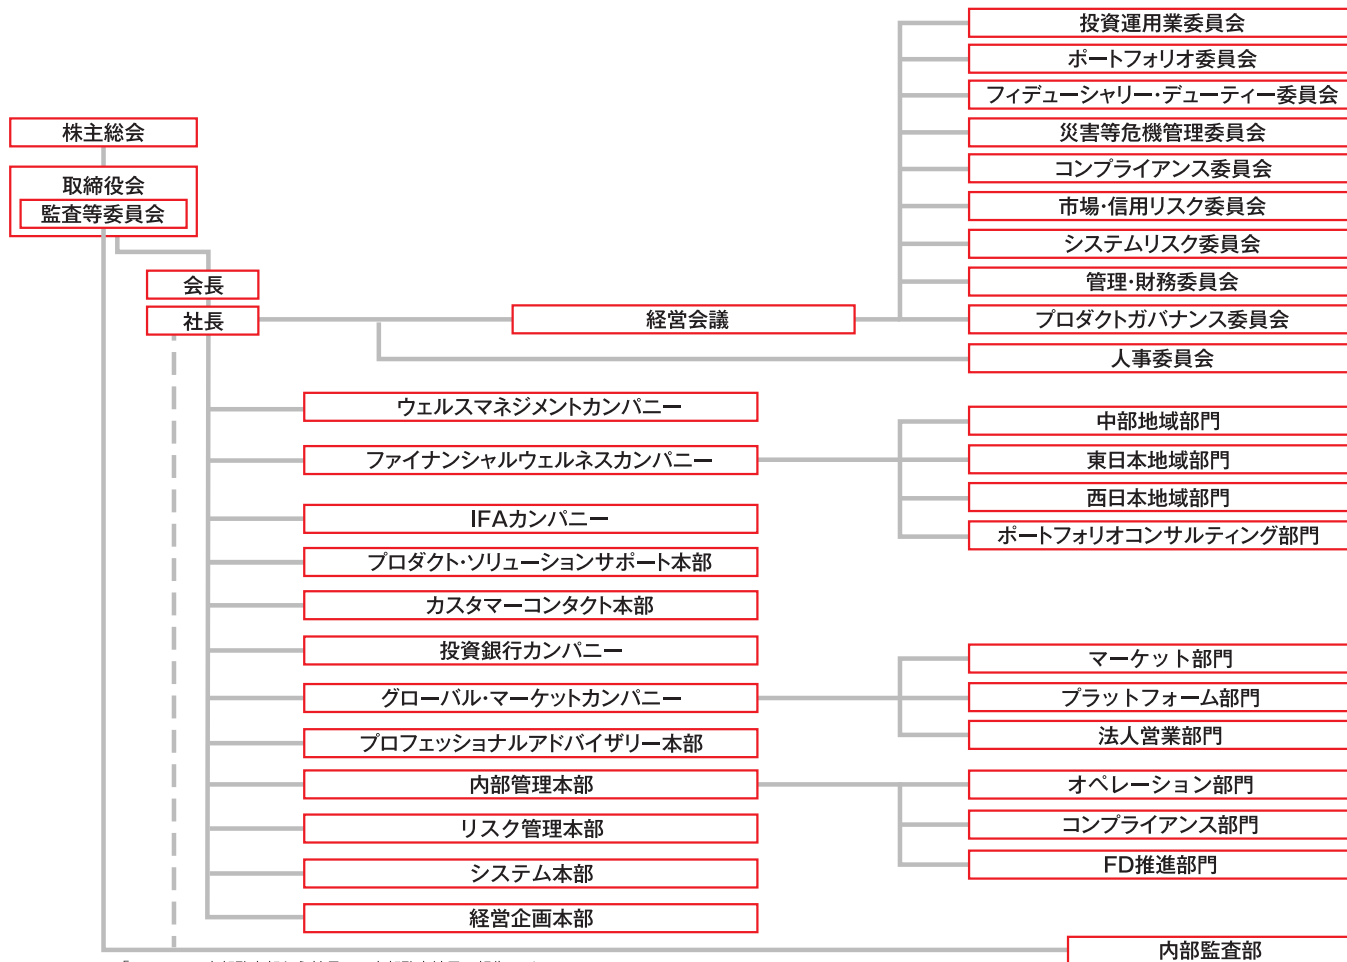 株主総会
取締役会
監査等委員会
会長
社長
経営会議
投資運用業委員会
ポートフォリオ委員会
フィデューシャリー・デューティー委員会
災害等危機管理委員会
コンプライアンス委員会
市場・信用リスク委員会
システムリスク委員会
管理・財務委員会
プロダクトガバナンス委員会
人事委員会
ウェルスマネジメントカンパニー
ファイナンシャルウェルネスカンパニー
中部地域部門
東日本地域部門
西日本地域部門
ポートフォリオコンサルティング部門
IFAカンパニー
プロダクト・ソリューションサポート本部
カスタマーコンタクト本部
投資銀行カンパニー
グローバル・マーケットカンパニー
マーケット部門
プラットフォーム部門
法人営業部門
プロフェッショナルアドバイザリー本部
内部管理本部
オペレーション部門
コンプライアンス部門
FD推進部門
リスク管理本部
システム本部
経営企画本部
内部監査部